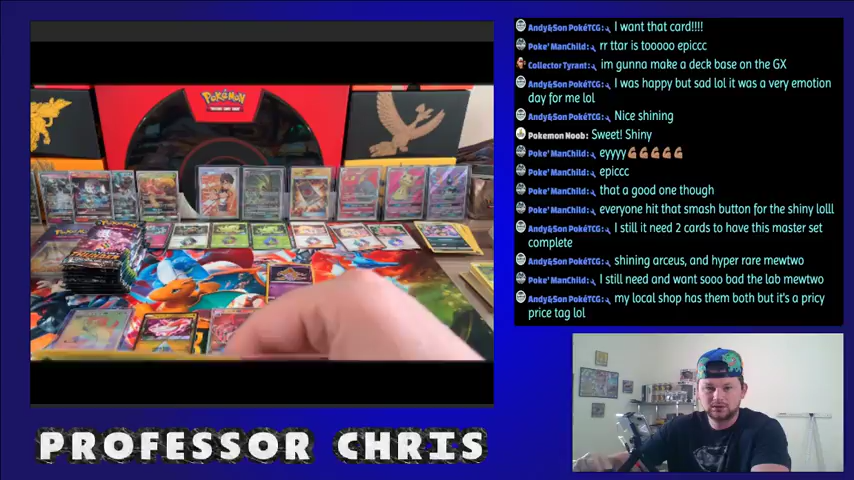 Andy&Son PokéTCG: I want that card!!!!
Poke' ManChild: rr ttar is tooooo epiccc
Collector Tyrant: im gunna make a deck base on the GX
Andy&Son PokéTCG: I was happy but sad lol it was a very emotion
day for me lol
Andy&Son PokéTCG: Nice shining
Pokemon Noob: Sweet! Shiny
Poke' ManChild: eyyyy💪🏽💪🏽💪🏽💪🏽💪🏽
Poke' ManChild: epiccc
Poke' ManChild: that a good one though
Poke' ManChild: everyone hit that smash button for the shiny lolll
Andy&Son PokéTCG: I still it need 2 cards to have this master set
complete
Andy&Son PokéTCG: shining arceus, and hyper rare mewtwo
Poke' ManChild: I still need and want sooo bad the lab mewtwo
Andy&Son PokéTCG: my local shop has them both but it's a pricy
price tag lol
POKéMON
THUNDER
PROFESSOR CHRIS